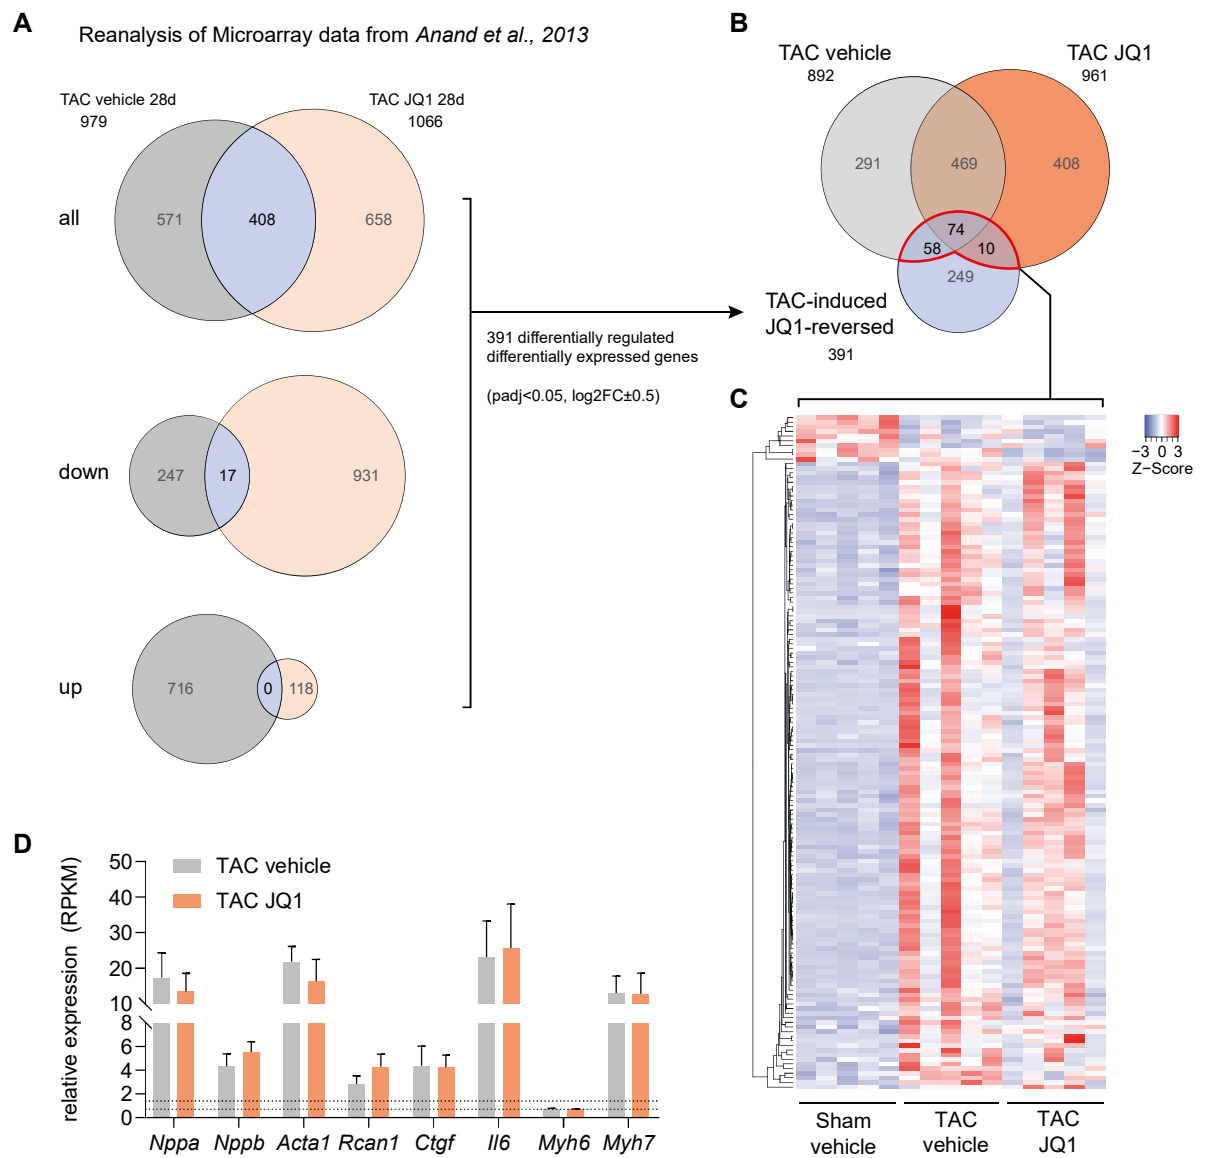 A
Reanalysis of Microarray data from Anand et al., 2013
TAC vehicle 28d
979
TAC JQ1 28d
1066
all
571
408
658
down
247
17
931
up
716
0
118
391 differentially regulated
differentially expressed genes
(padj<0.05, log2FC±0.5)
B
TAC vehicle
892
TAC JQ1
961
291
469
408
74
58
10
249
TAC-induced
JQ1-reversed
391
C
−3 0 3
Z−Score
Sham
vehicle
TAC
vehicle
TAC
JQ1
D
relative expression (RPKM)
50
40
30
20
10
8
6
4
2
0
TAC vehicle
TAC JQ1
Nppa
Nppb
Acta1
Rcan1
Ctgf
Il6
Myh6
Myh7